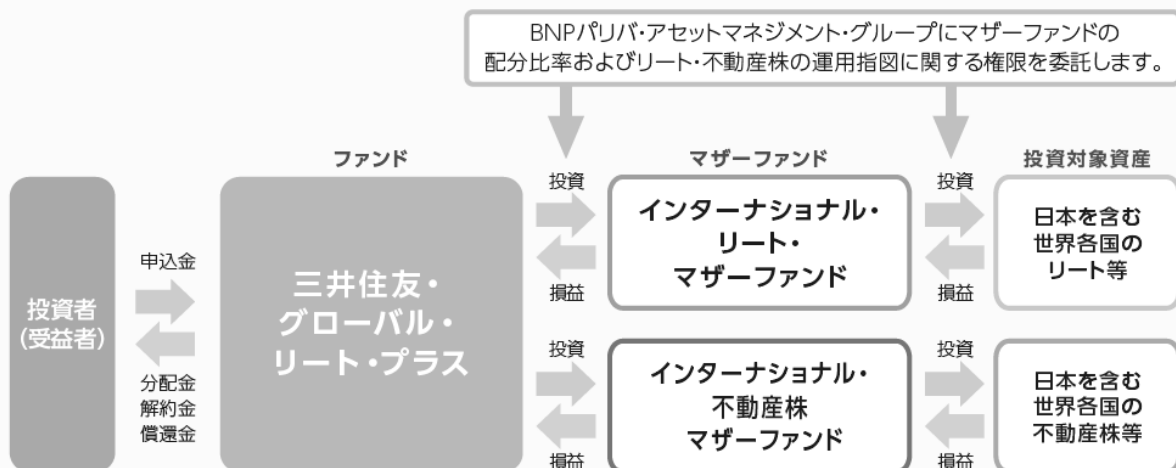 BNPパリバ・アセットマネジメント・グループにマザーファンドの
配分比率およびリート・不動産株の運用指図に関する権限を委託します。
ファンド
マザーファンド
投資対象資産
投資者
(受益者)
申込金
分配金
解約金
償還金
三井住友・
グローバル・
リート・プラス
投資
損益
インターナショナル・
リート・
マザーファンド
投資
損益
日本を含む
世界各国の
リート等
投資
損益
インターナショナル・
不動産株
マザーファンド
投資
損益
日本を含む
世界各国の
不動産株等